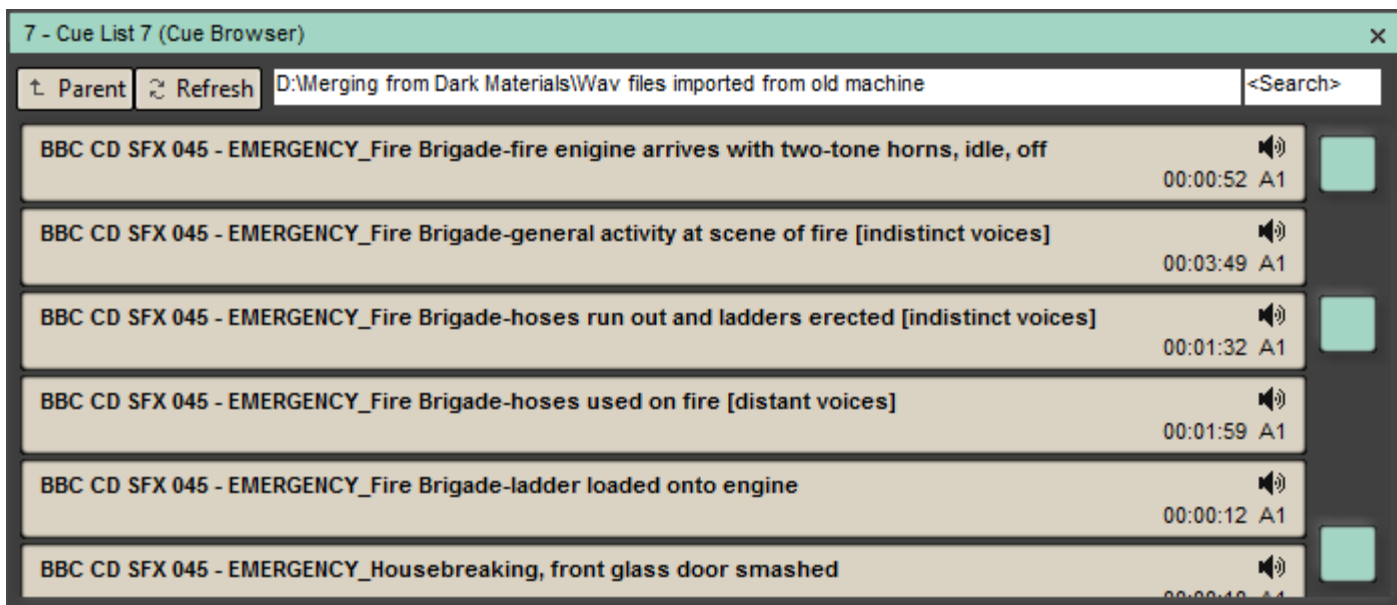 7 - Cue List 7 (Cue Browser)
Parent Refresh D:\Merging from Dark Materials\Wav files imported from old machine <Search>
BBC CD SFX 045 - EMERGENCY_Fire Brigade-fire enigine arrives with two-tone horns, idle, off
00:00:52 A1
BBC CD SFX 045 - EMERGENCY_Fire Brigade-general activity at scene of fire [indistinct voices]
00:03:49 A1
BBC CD SFX 045 - EMERGENCY_Fire Brigade-hoses run out and ladders erected [indistinct voices]
00:01:32 A1
BBC CD SFX 045 - EMERGENCY_Fire Brigade-hoses used on fire [distant voices]
00:01:59 A1
BBC CD SFX 045 - EMERGENCY_Fire Brigade-ladder loaded onto engine
00:00:12 A1
BBC CD SFX 045 - EMERGENCY_Housebreaking, front glass door smashed